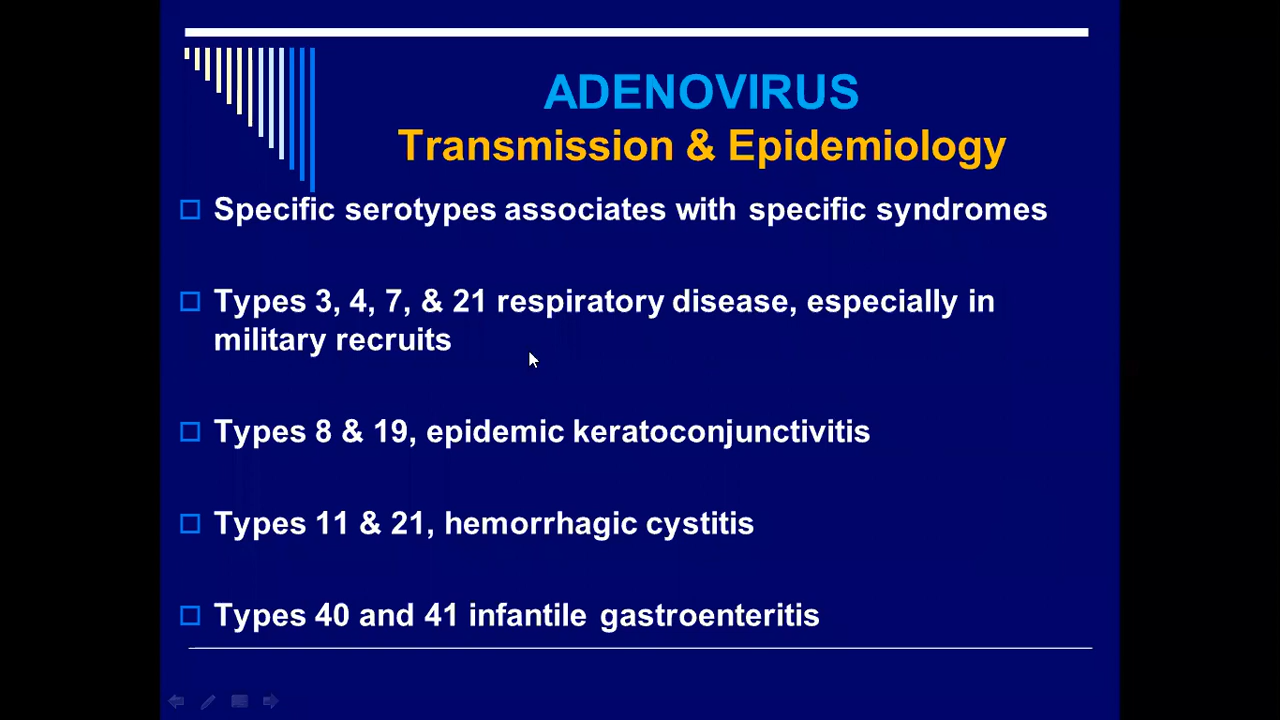 ADENOVIRUS
Transmission & Epidemiology
Specific serotypes associates with specific syndromes
Types 3, 4, 7, & 21 respiratory disease, especially in
military recruits
Types 8 & 19, epidemic keratoconjunctivitis
Types 11 & 21, hemorrhagic cystitis
Types 40 and 41 infantile gastroenteritis